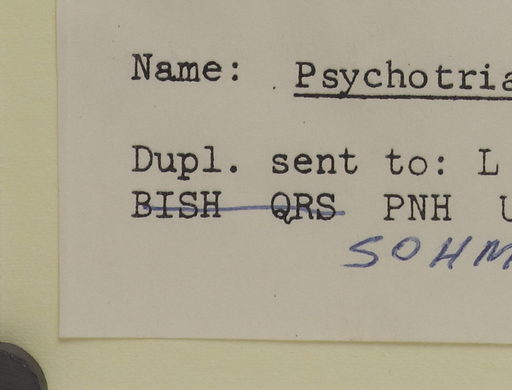 Name: Psychotria
Dupl. sent to: L
BISH QRS PNH
SOHM